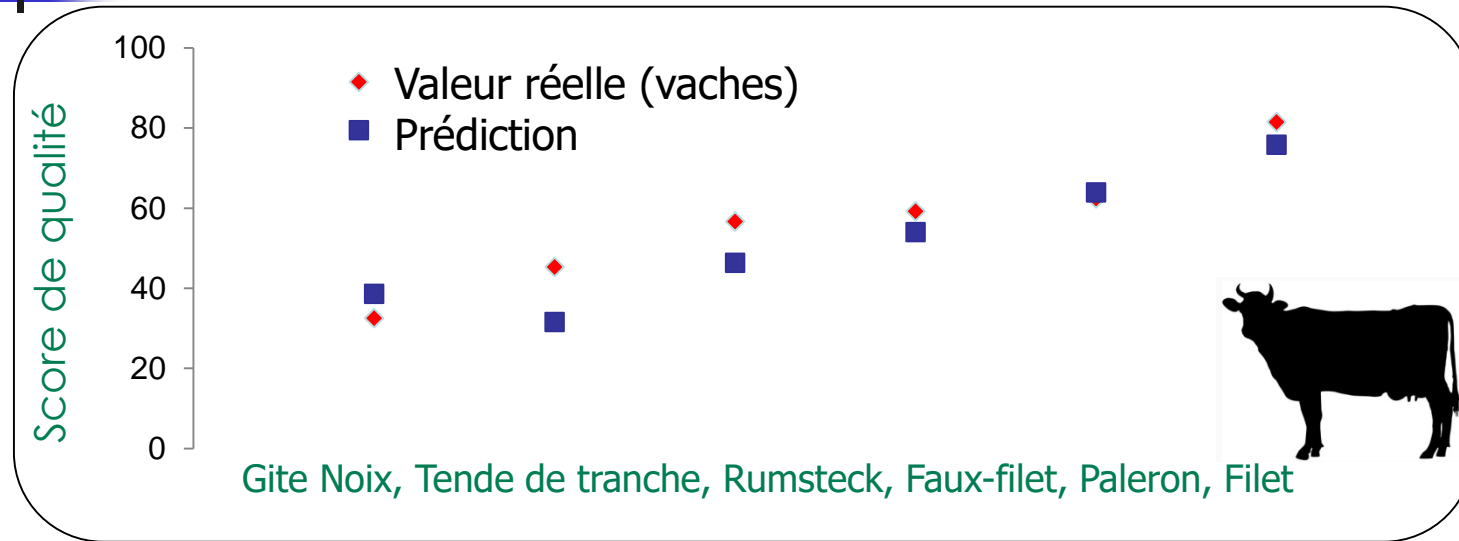 100
80
60
40
20
0
Score de qualité
Valeur réelle (vaches)
Prédiction
Gite Noix, Tende de tranche, Rumsteck, Faux-filet, Paleron, Filet